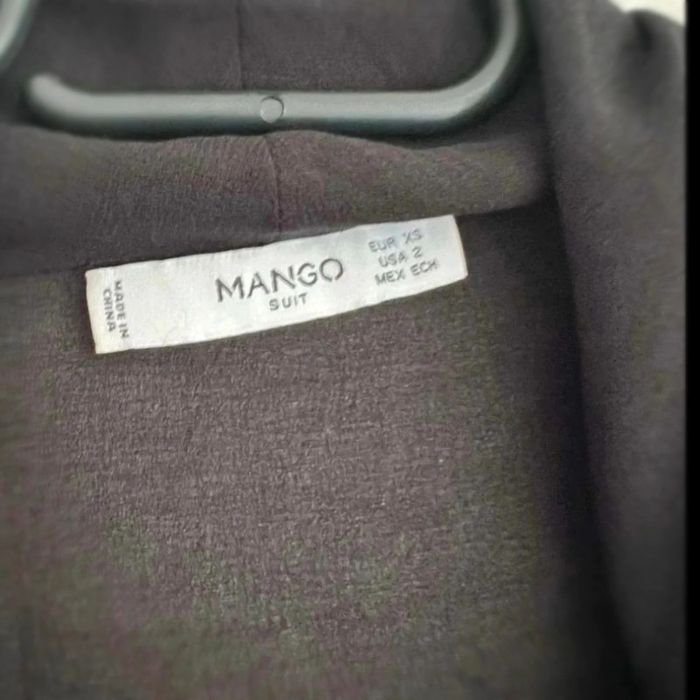 MADE IN
CHINA
MANGO
SUIT
EUR XS
USA 2
MEX ECH